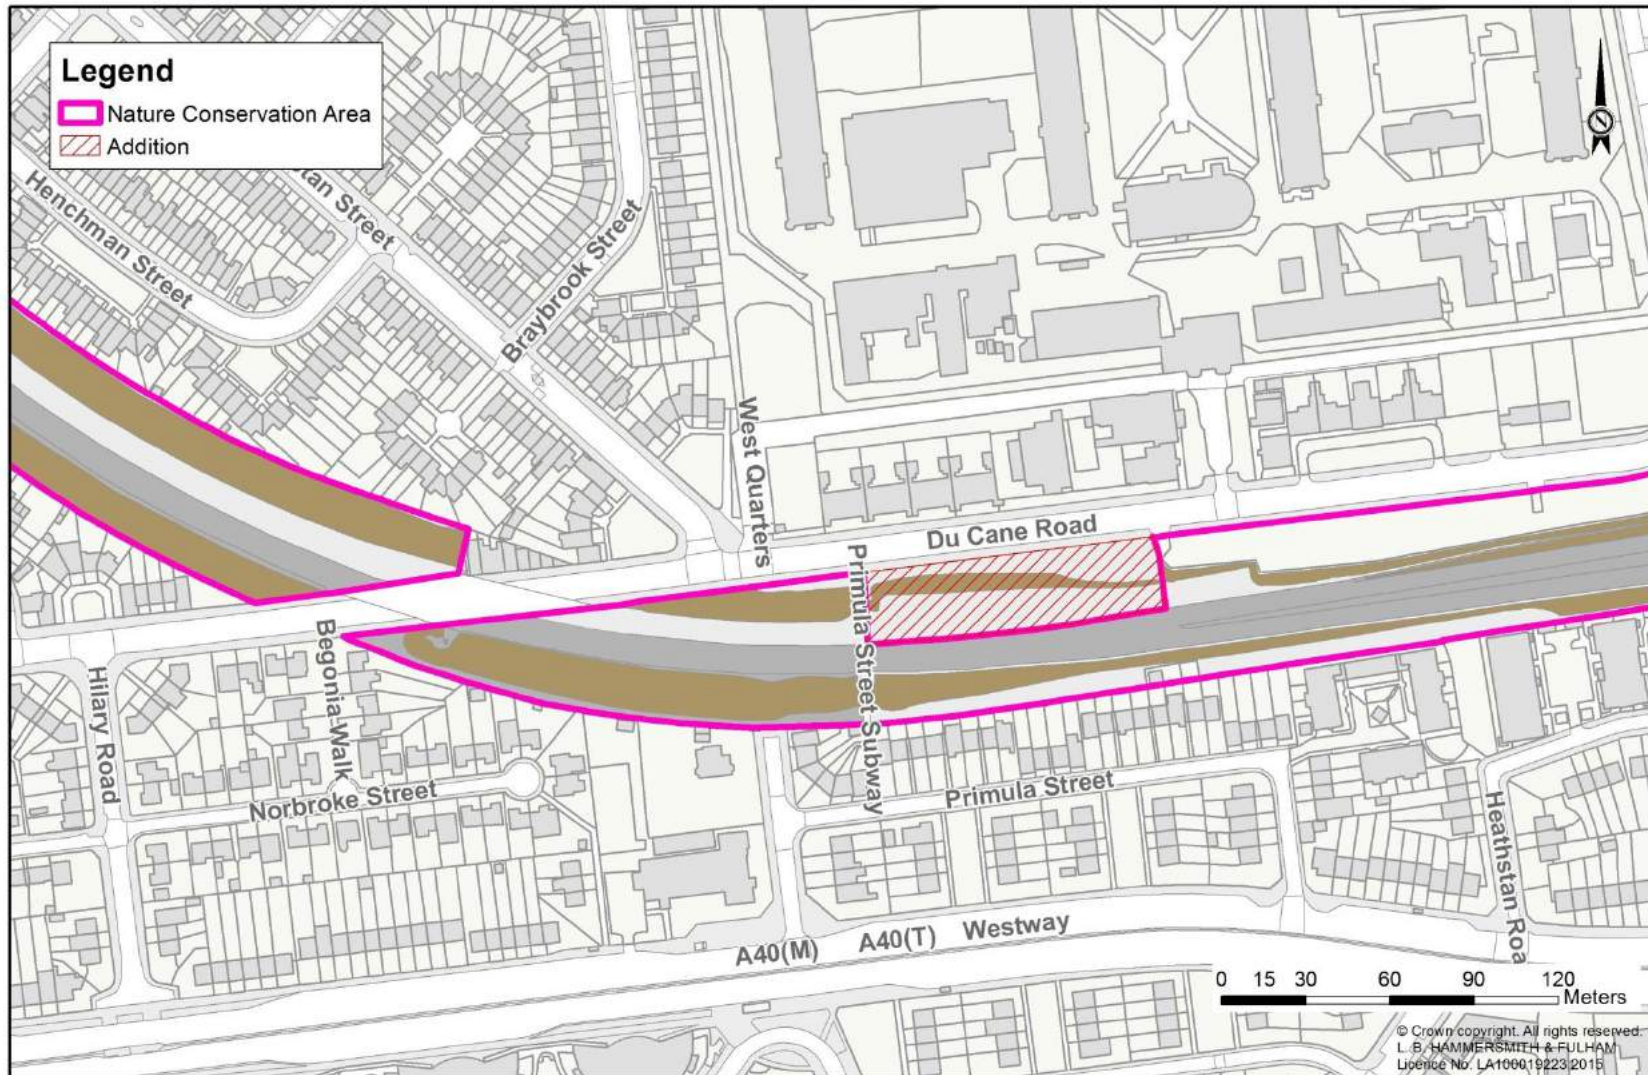 Legend
Nature Conservation Area
Addition
tan Street
Henchman Street
Braybrook Street
West Quarters
Du Cane Road
Primula Street Subway
Begonia Walk
Hilary Road
Norbroke Street
Primula Street
Heathstan Roa
A40(M) A40(T) Westway
0 15 30 60 90 120
Meters
© Crown copyright. All rights reserved.
L. B. HAMMERSMITH & FULHAM
Licence No. LA100019223 2015